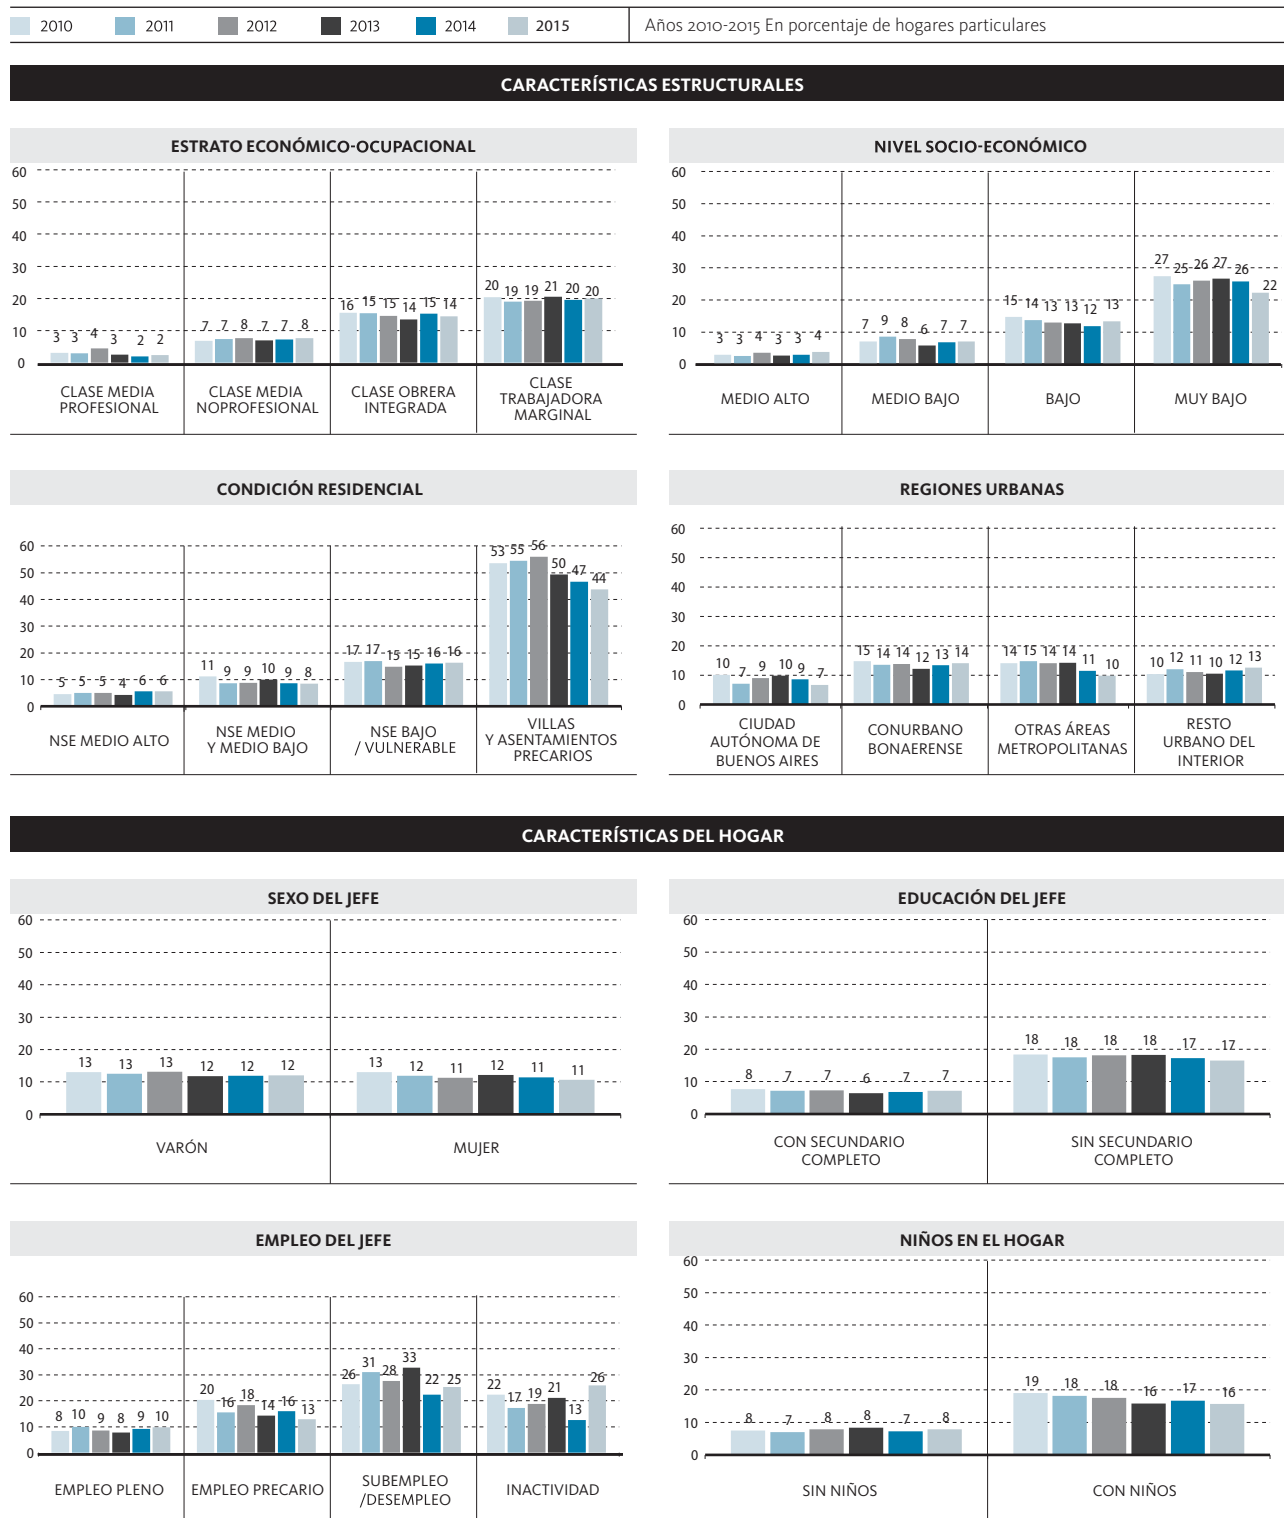 2010 2011 2012 2013 2014 2015 Años 2010-2015 En porcentaje de hogares particulares
CARACTERÍSTICAS ESTRUCTURALES
ESTRATO ECONÓMICO-OCUPACIONAL
60
50
40
30
20
10
0
3 3 4 3 2 2
7 7 8 7 7 8
16 15 15 14 15 14
20 19 19 21 20 20
CLASE MEDIA
PROFESIONAL
CLASE MEDIA
NOPROFESIONAL
CLASE OBRERA
INTEGRADA
CLASE
TRABAJADORA
MARGINAL
NIVEL SOCIO-ECONÓMICO
60
50
40
30
20
10
0
3 3 4 3 3 4
7 9 8 6 7 7
15 14 13 13 12 13
27 25 26 27 26 22
MEDIO ALTO
MEDIO BAJO
BAJO
MUY BAJO
CONDICIÓN RESIDENCIAL
60
50
40
30
20
10
0
5 5 5 4 6 6
11 9 9 10 9 8
17 17 15 15 16 16
53 55 56 50 47 44
NSE MEDIO ALTO
NSE MEDIO
Y MEDIO BAJO
NSE BAJO
/ VULNERABLE
VILLAS
Y ASENTAMIENTOS
PRECARIOS
REGIONES URBANAS
60
50
40
30
20
10
0
10 7 9 10 9 7
15 14 14 12 13 14
14 15 14 14 11 10
10 12 11 10 12 13
CIUDAD
AUTÓNOMA DE
BUENOS AIRES
CONURBANO
BONAERENSE
OTRAS ÁREAS
METROPOLITANAS
RESTO
URBANO DEL
INTERIOR
CARACTERÍSTICAS DEL HOGAR
SEXO DEL JEFE
60
50
40
30
20
10
0
13 13 13 12 12 12
13 12 11 12 11 11
VARÓN
MUJER
EDUCACIÓN DEL JEFE
60
50
40
30
20
10
0
8 7 7 6 7 7
18 18 18 18 17 17
CON SECUNDARIO
COMPLETO
SIN SECUNDARIO
COMPLETO
EMPLEO DEL JEFE
60
50
40
30
20
10
0
8 10 9 8 9 10
20 16 18 14 16 13
26 31 28 33 22 25
22 17 19 21 13 26
EMPLEO PLENO
EMPLEO PRECARIO
SUBEMPLEO
/DESEMPLEO
INACTIVIDAD
NIÑOS EN EL HOGAR
60
50
40
30
20
10
0
8 7 8 8 7 8
19 18 18 16 17 16
SIN NIÑOS
CON NIÑOS